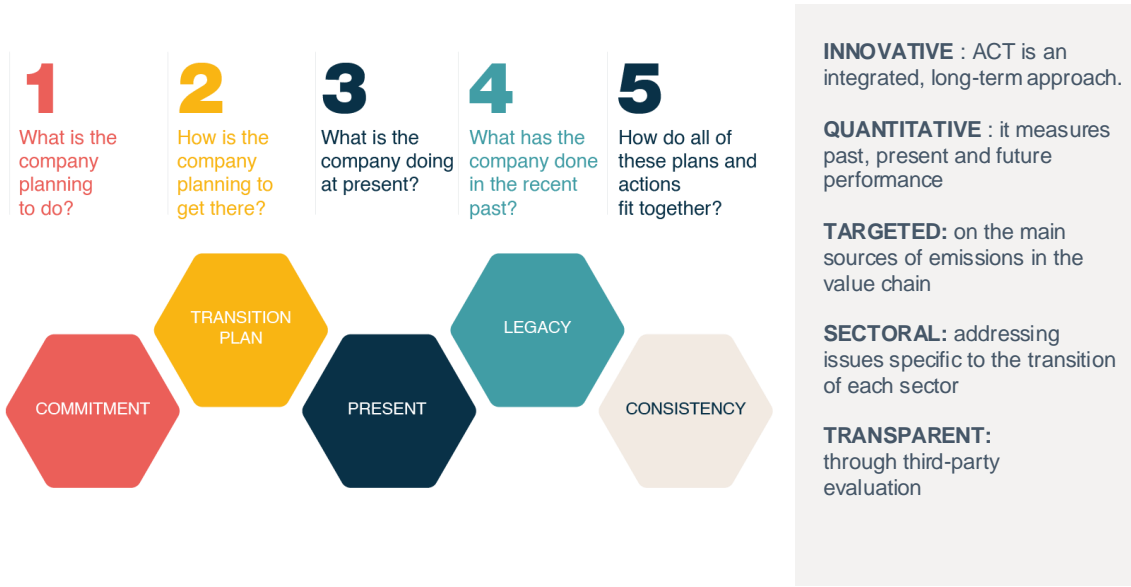 1
What is the
company
planning
to do?
2
How is the
company
planning to
get there?
3
What is the
company doing
at present?
4
What has the
company done
in the recent
past?
5
How do all of
these plans and
actions
fit together?
COMMITMENT
TRANSITION
PLAN
PRESENT
LEGACY
CONSISTENCY
INNOVATIVE : ACT is an
integrated, long-term approach.
QUANTITATIVE : it measures
past, present and future
performance
TARGETED: on the main
sources of emissions in the
value chain
SECTORAL: addressing
issues specific to the transition
of each sector
TRANSPARENT:
through third-party
evaluation